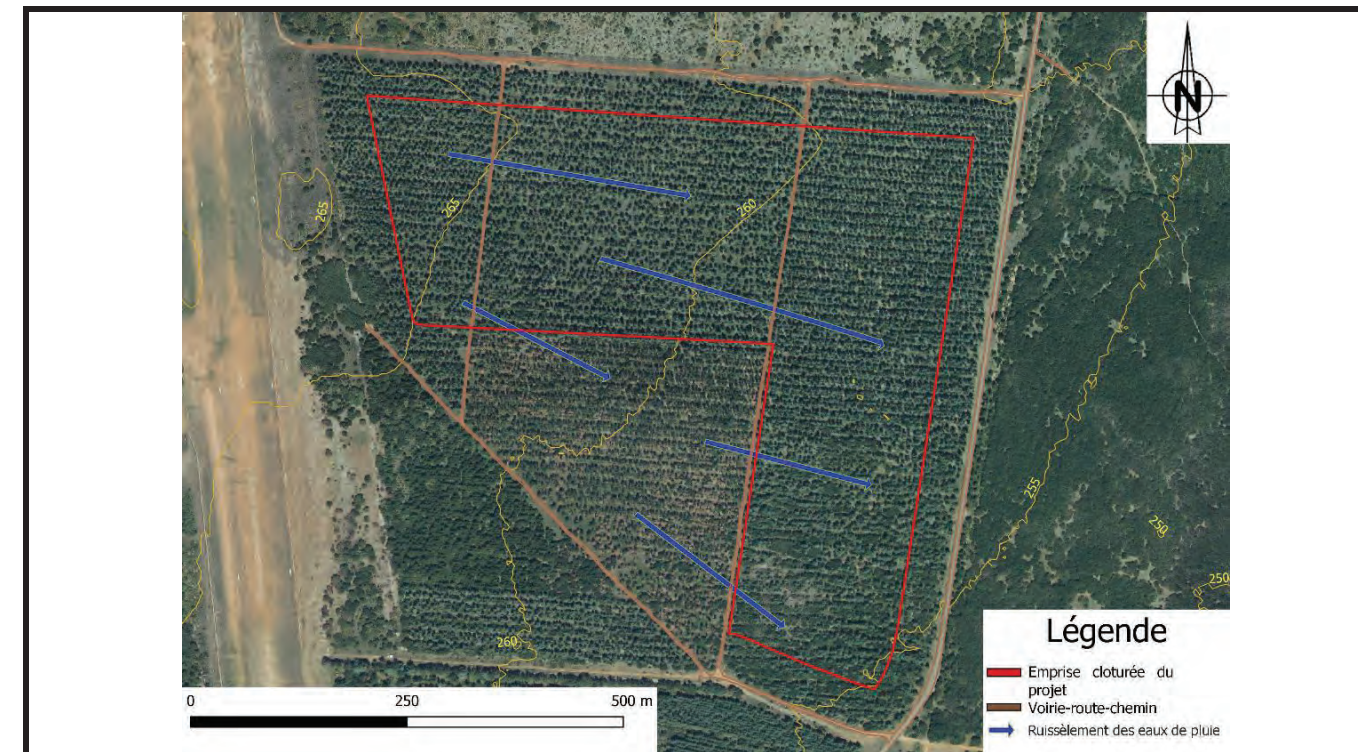 N
265
265
260
255
250
250
260
0 250 500 m
Légende
Emprise cloturée du
projet
Voirie-route-chemin
Ruissèlement des eaux de pluie